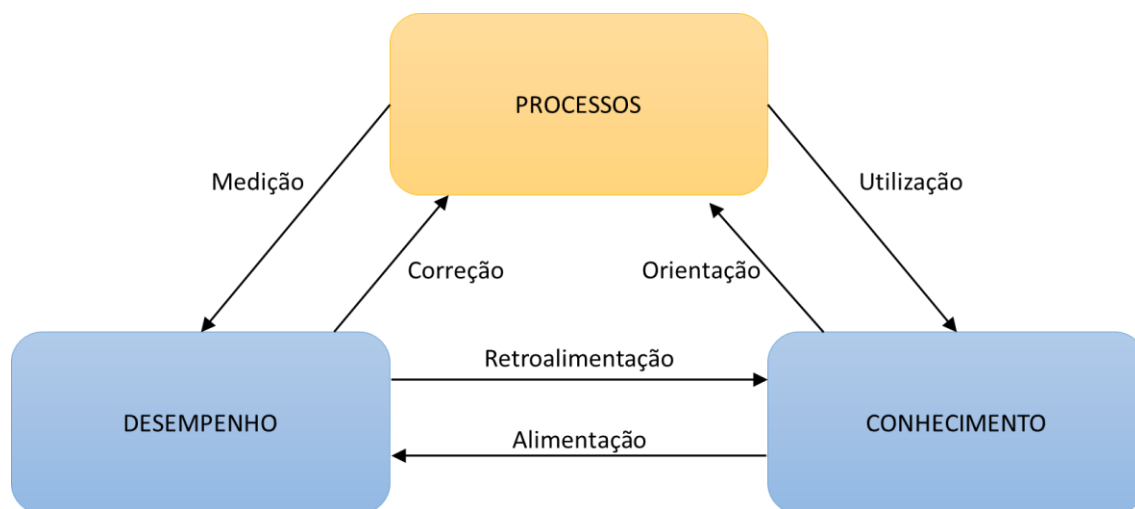 PROCESSOS
Medição
Utilização
Correção
Orientação
Retroalimentação
DESEMPENHO
CONHECIMENTO
Alimentação